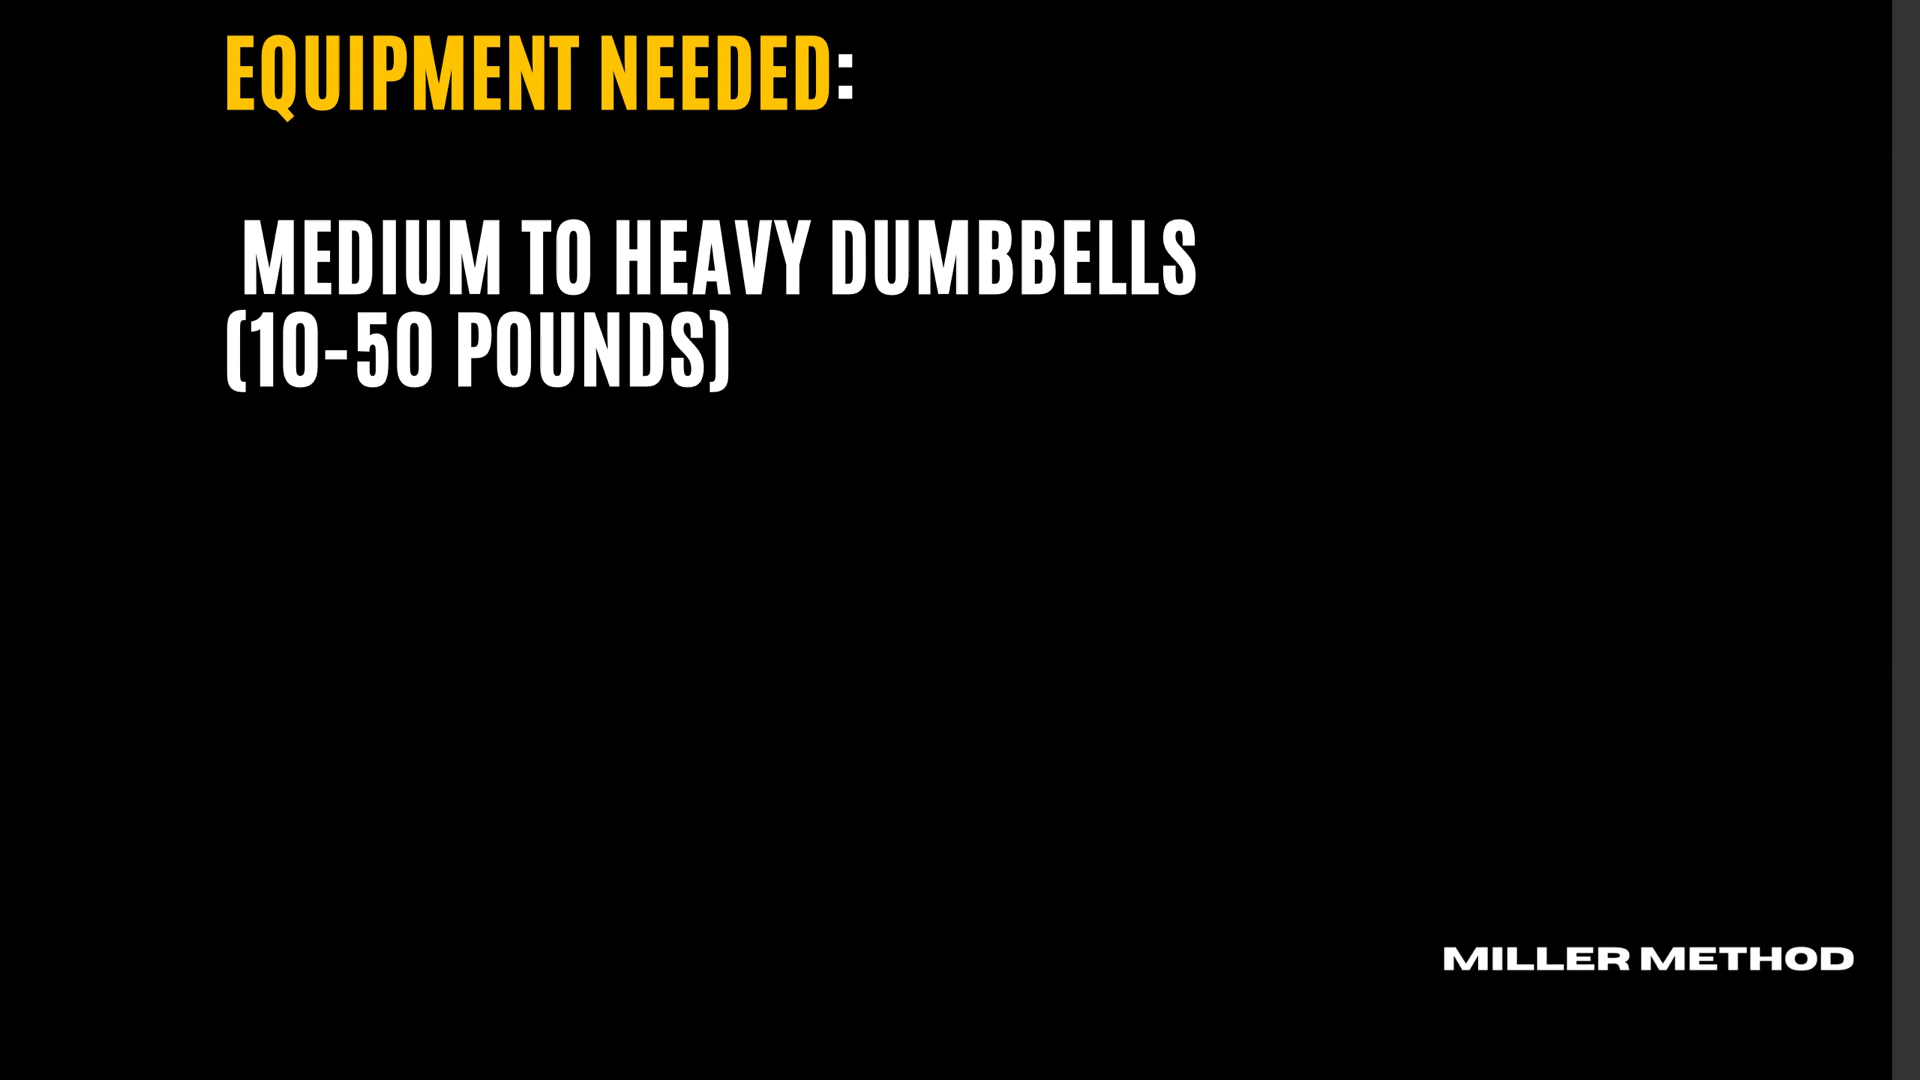 EQUIPMENT NEEDED:
MEDIUM TO HEAVY DUMBBELLS
(10-50 POUNDS)
MILLER METHOD